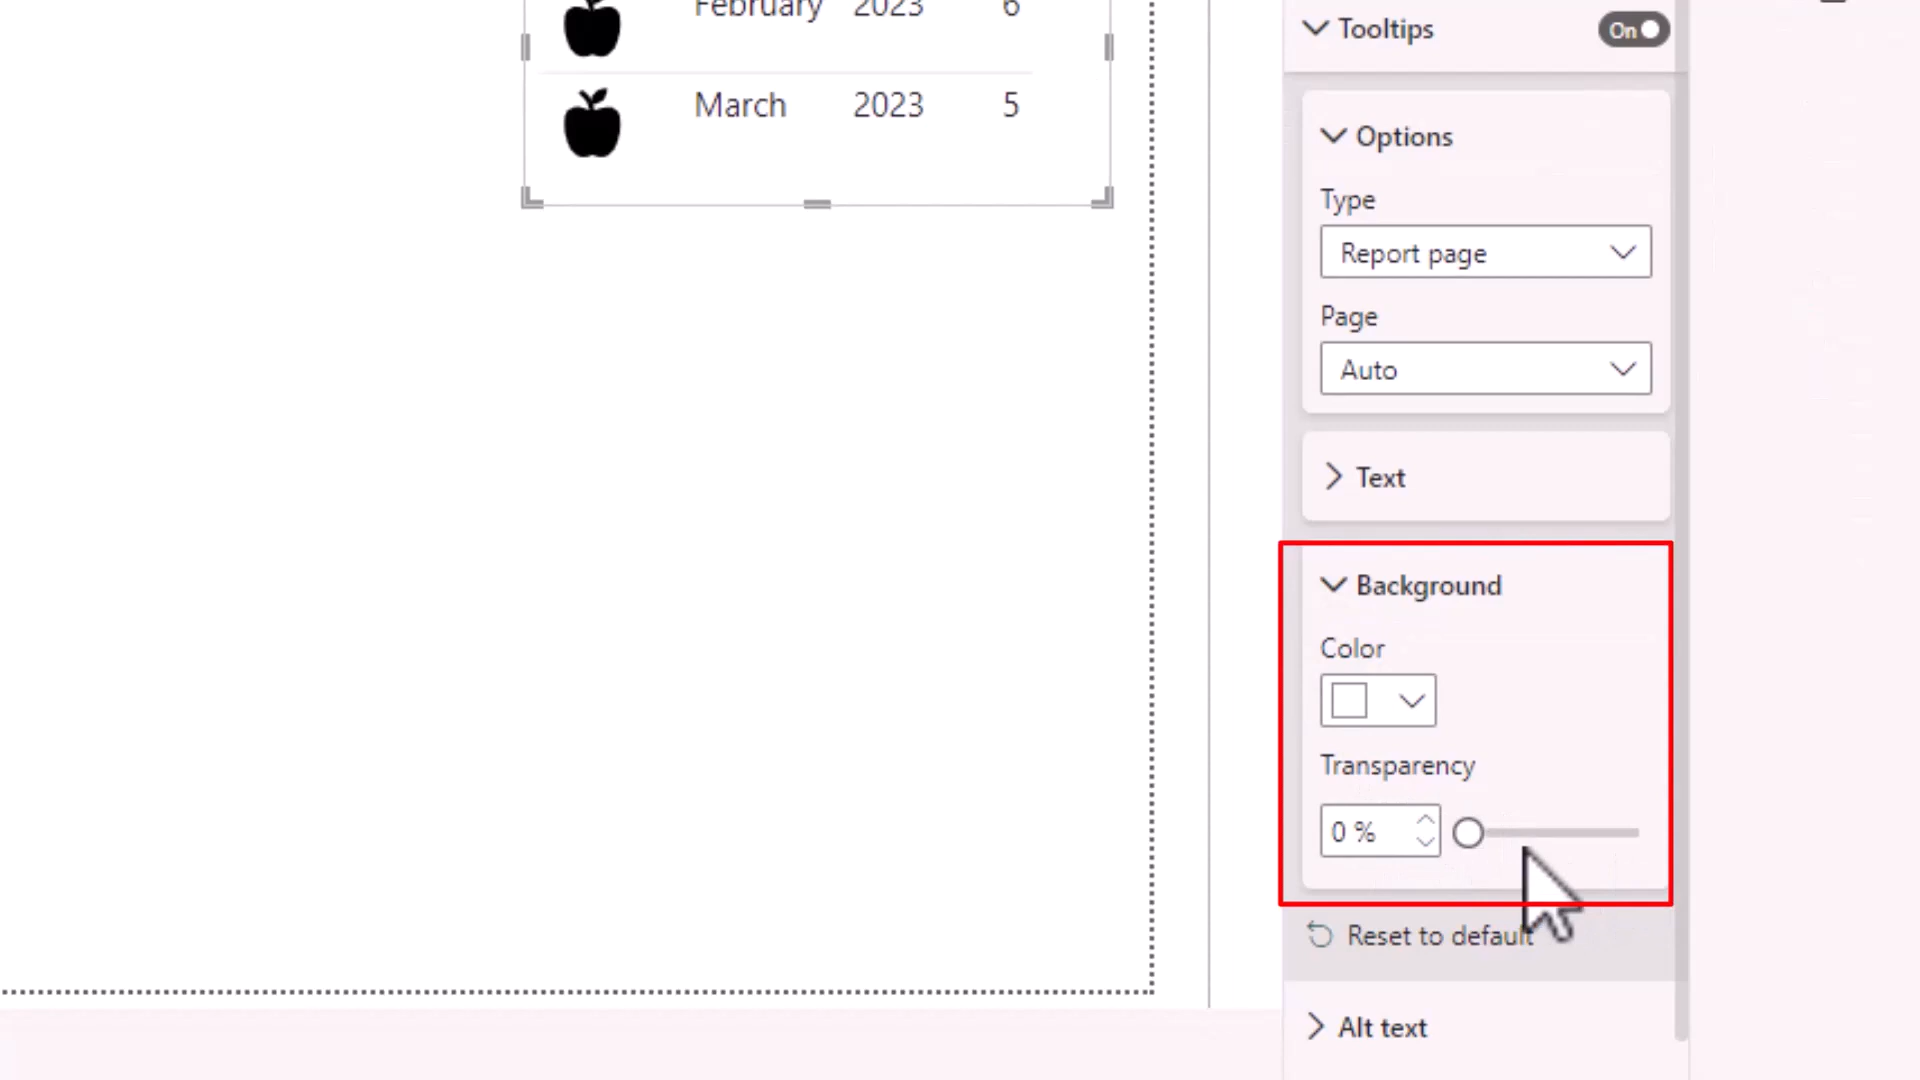 February 2023 6
March 2023 5
Tooltips
On
Options
Type
Report page
Page
Auto
Text
Background
Color
Transparency
0 %
Reset to default
Alt text